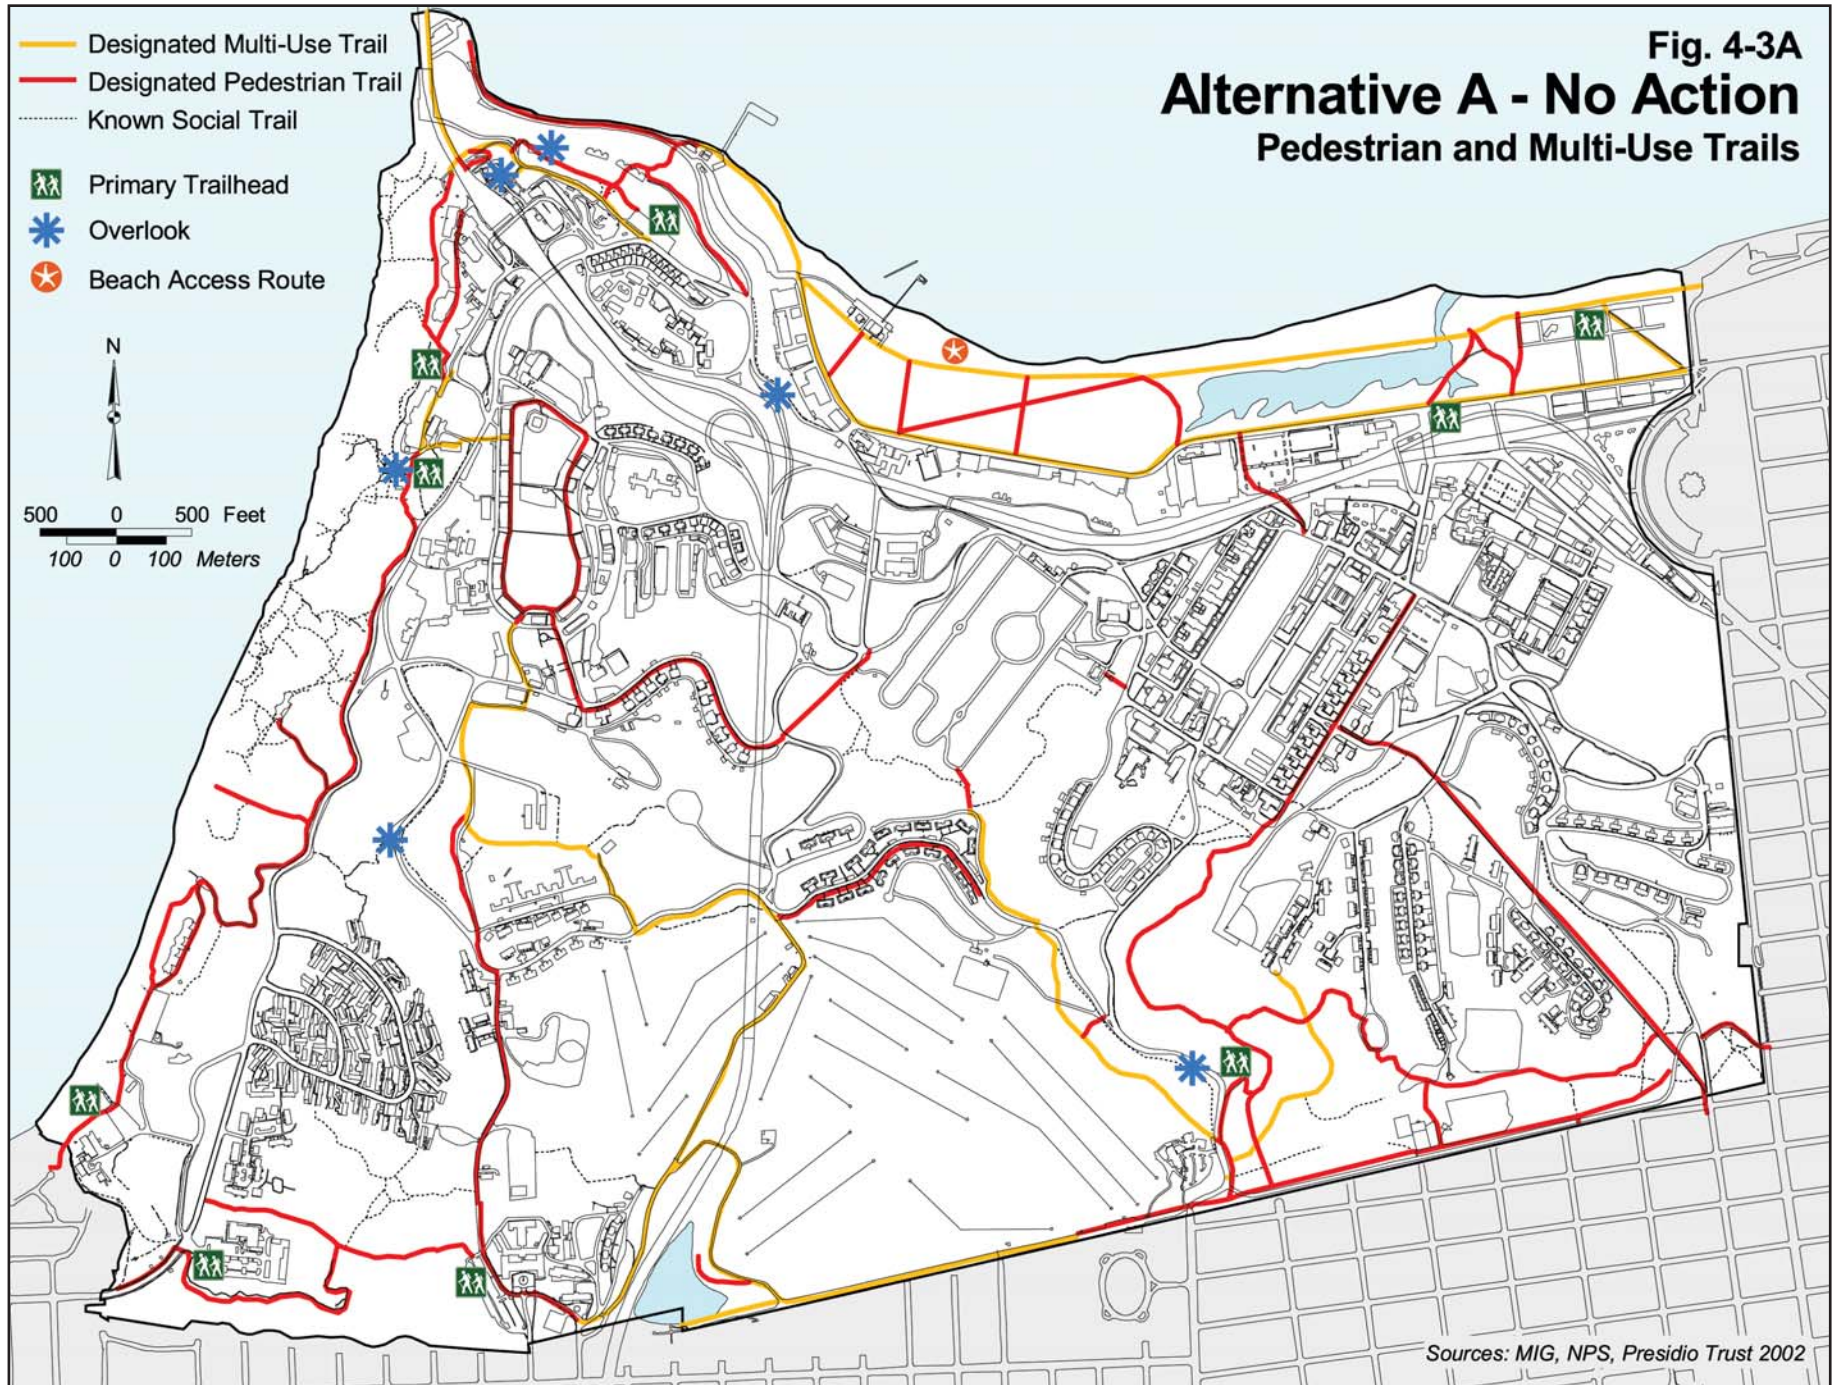 Designated Multi-Use Trail
Designated Pedestrian Trail
Known Social Trail
Primary Trailhead
Overlook
Beach Access Route
Fig. 4-3A
Alternative A - No Action
Pedestrian and Multi-Use Trails
N
500 0 500 Feet
100 0 100 Meters
Sources: MIG, NPS, Presidio Trust 2002